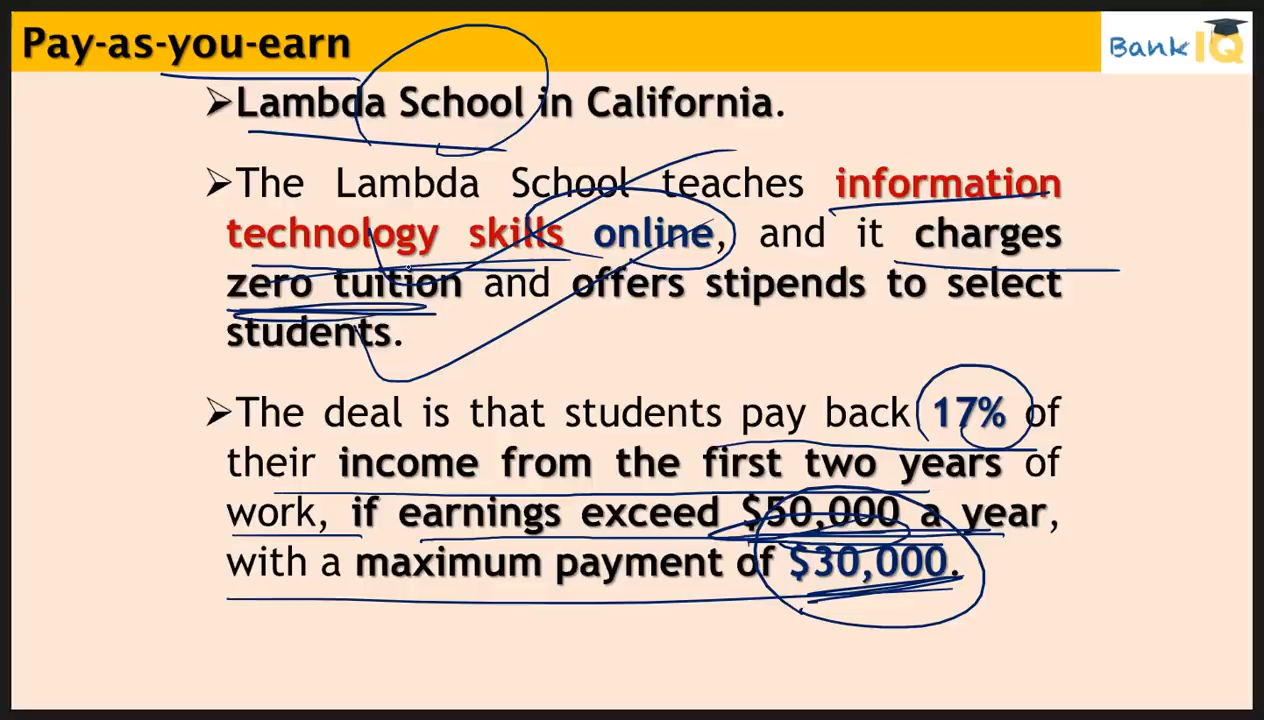 Pay-as-you-earn
Bank IQ
➢Lambda School in California.
➢The Lambda School teaches information
technology skills online, and it charges
zero tuition and offers stipends to select
students.
➢The deal is that students pay back 17% of
their income from the first two years of
work, if earnings exceed $50,000 a year,
with a maximum payment of $30,000.